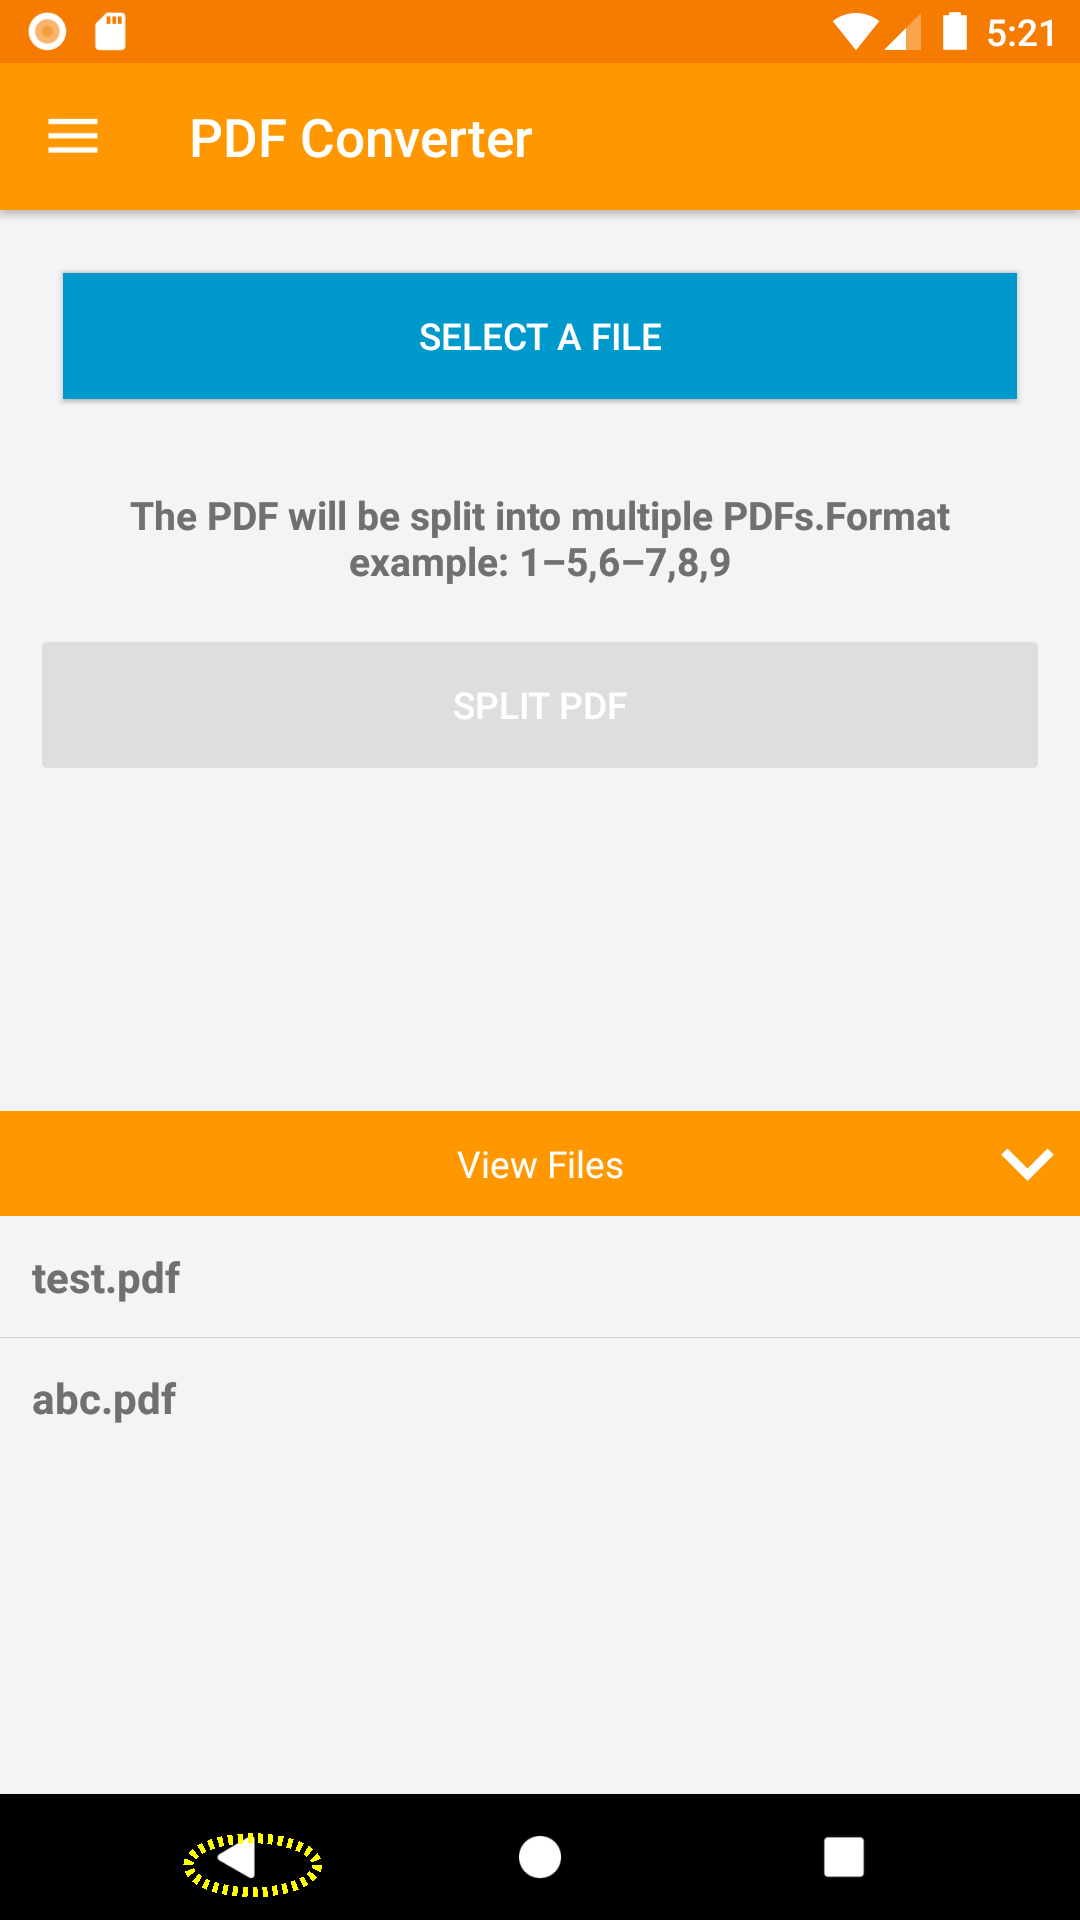 5:21
PDF Converter
SELECT A FILE
The PDF will be split into multiple PDFs.Format
example: 1–5,6–7,8,9
SPLIT PDF
View Files
test.pdf
abc.pdf